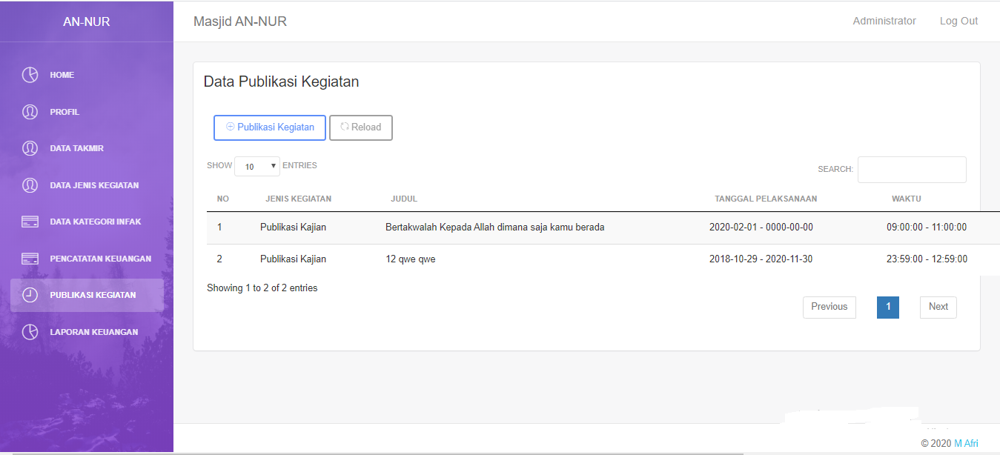 AN-NUR
Masjid AN-NUR
Administrator
Log Out
HOME
PROFIL
DATA TAKMIR
DATA JENIS KEGIATAN
DATA KATEGORI INFAK
PENCATATAN KEUANGAN
PUBLIKASI KEGIATAN
LAPORAN KEUANGAN
Data Publikasi Kegiatan
Publikasi Kegiatan
Reload
SHOW 10 ENTRIES
SEARCH:
NO JENIS KEGIATAN JUDUL TANGGAL PELAKSANAAN WAKTU
1 Publikasi Kajian Bertakwalah Kepada Allah dimana saja kamu berada 2020-02-01 - 0000-00-00 09:00:00 - 11:00:00
2 Publikasi Kajian 12 qwe qwe 2018-10-29 - 2020-11-30 23:59:00 - 12:59:00
Showing 1 to 2 of 2 entries
Previous 1 Next
© 2020 M Afri